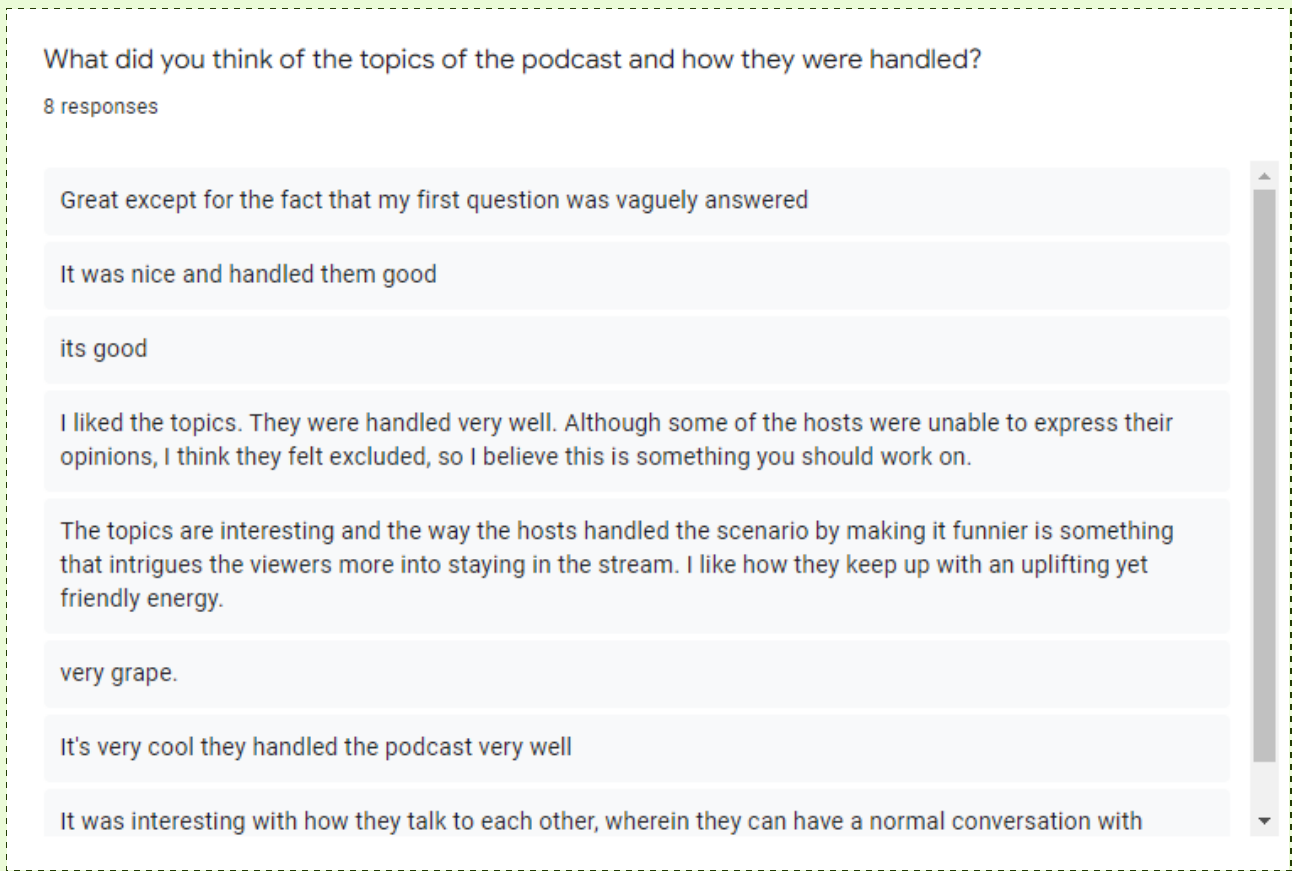 What did you think of the topics of the podcast and how they were handled?
8 responses
Great except for the fact that my first question was vaguely answered
It was nice and handled them good
its good
I liked the topics. They were handled very well. Although some of the hosts were unable to express their
opinions, I think they felt excluded, so I believe this is something you should work on.
The topics are interesting and the way the hosts handled the scenario by making it funnier is something
that intrigues the viewers more into staying in the stream. I like how they keep up with an uplifting yet
friendly energy.
very grape.
It's very cool they handled the podcast very well
It was interesting with how they talk to each other, wherein they can have a normal conversation with